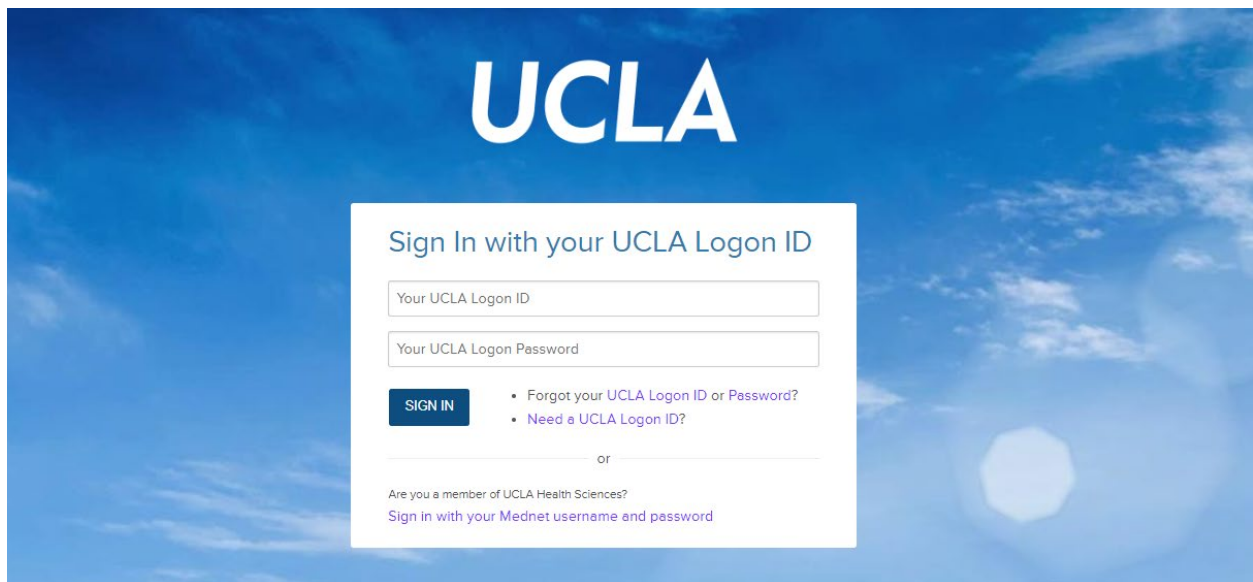 UCLA
Sign In with your UCLA Logon ID
Your UCLA Logon ID
Your UCLA Logon Password
SIGN IN
Forgot your UCLA Logon ID or Password?
Need a UCLA Logon ID?
or
Are you a member of UCLA Health Sciences?
Sign in with your Mednet username and password